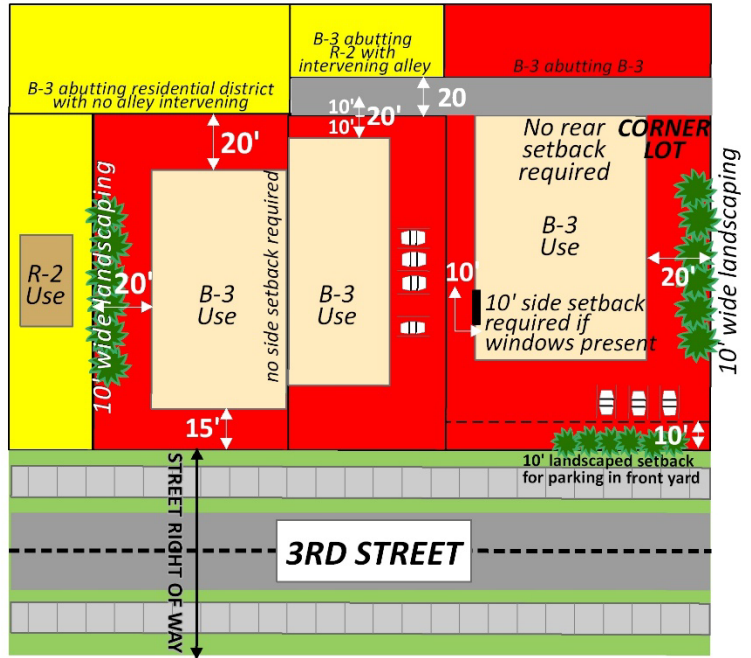 B-3 abutting
R-2 with
intervening alley
B-3 abutting residential district
with no alley intervening
B-3 abutting B-3
20
10'
20'
10'
20'
No rear
setback
required
CORNER
LOT
10' wide landscaping
no side setback required
R-2
Use
20'
B-3
Use
B-3
Use
B-3
Use
10'
10' side setback
required if
windows present
20'
10' wide landscaping
15'
10'
10' landscaped setback
for parking in front yard
STREET RIGHT OF WAY
3RD STREET